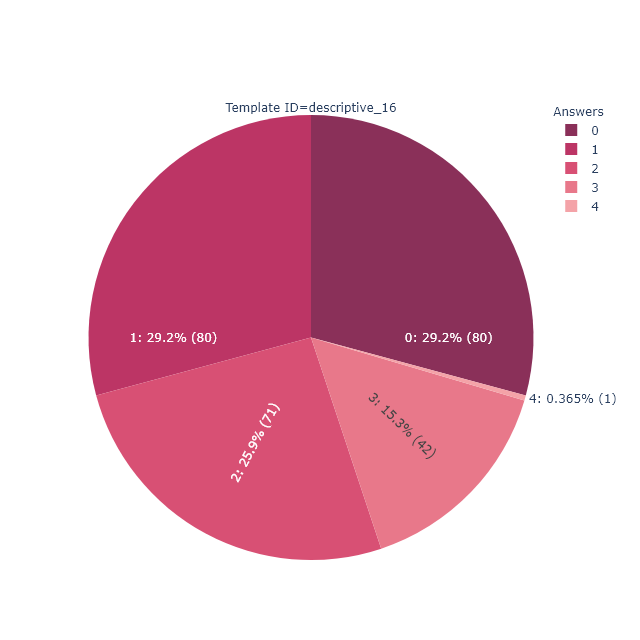 Template ID=descriptive_16
Answers
0
1
2
3
4
1: 29.2% (80)
0: 29.2% (80)
4: 0.365% (1)
3: 15.3% (42)
2: 25.9% (71)